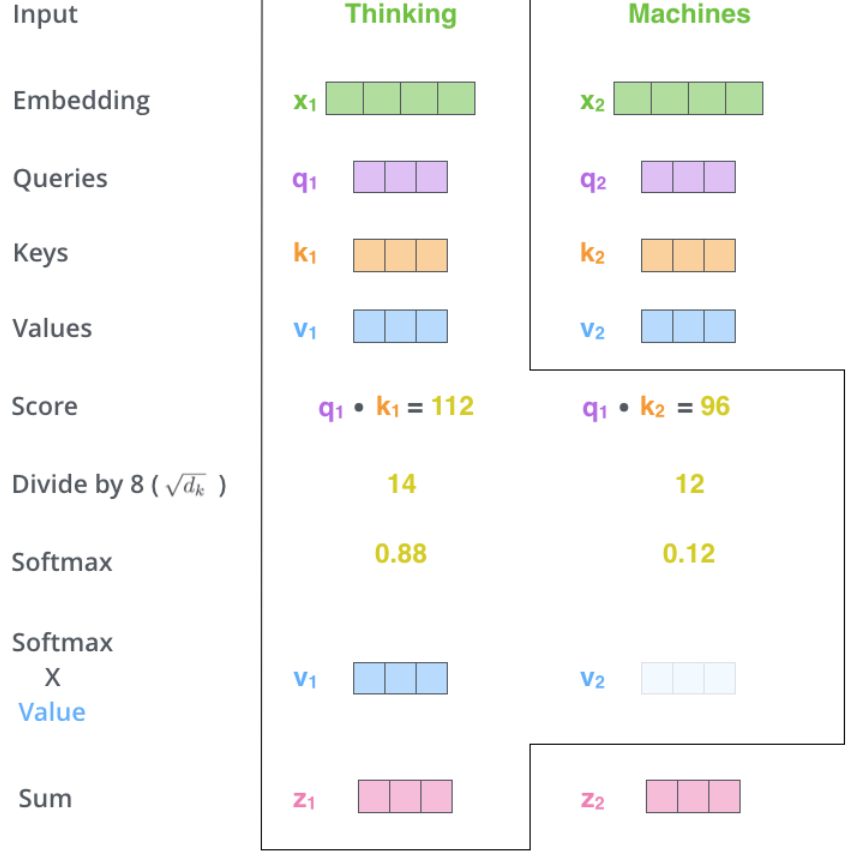 Input Thinking Machines
Embedding x₁ x₂
Queries q₁ q₂
Keys k₁ k₂
Values v₁ v₂
Score q₁ • k₁ = 112 q₁ • k₂ = 96
Divide by 8 ( √dₖ ) 14 12
Softmax 0.88 0.12
Softmax
X v₁ v₂
Value
Sum z₁ z₂